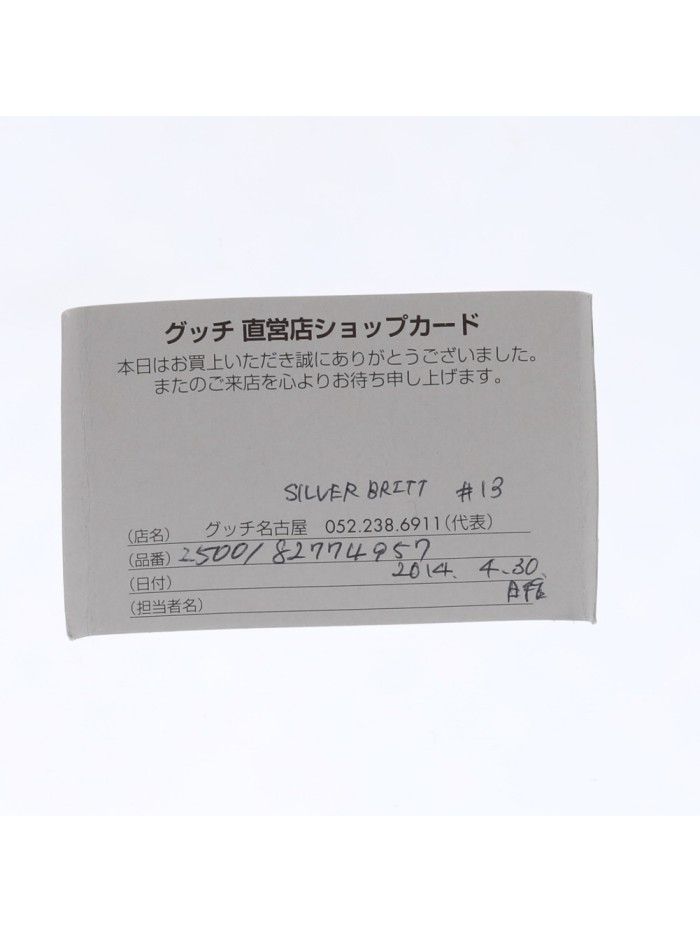 グッチ 直営店ショップカード
本日はお買上いただき誠にありがとうございました。
またのご来店を心よりお待ち申し上げます。
SILVER BRITT #13
(店名) グッチ名古屋 052.238.6911(代表)
(品番) 25001/82774957
(日付) 2014. 4.30.
(担当者名)